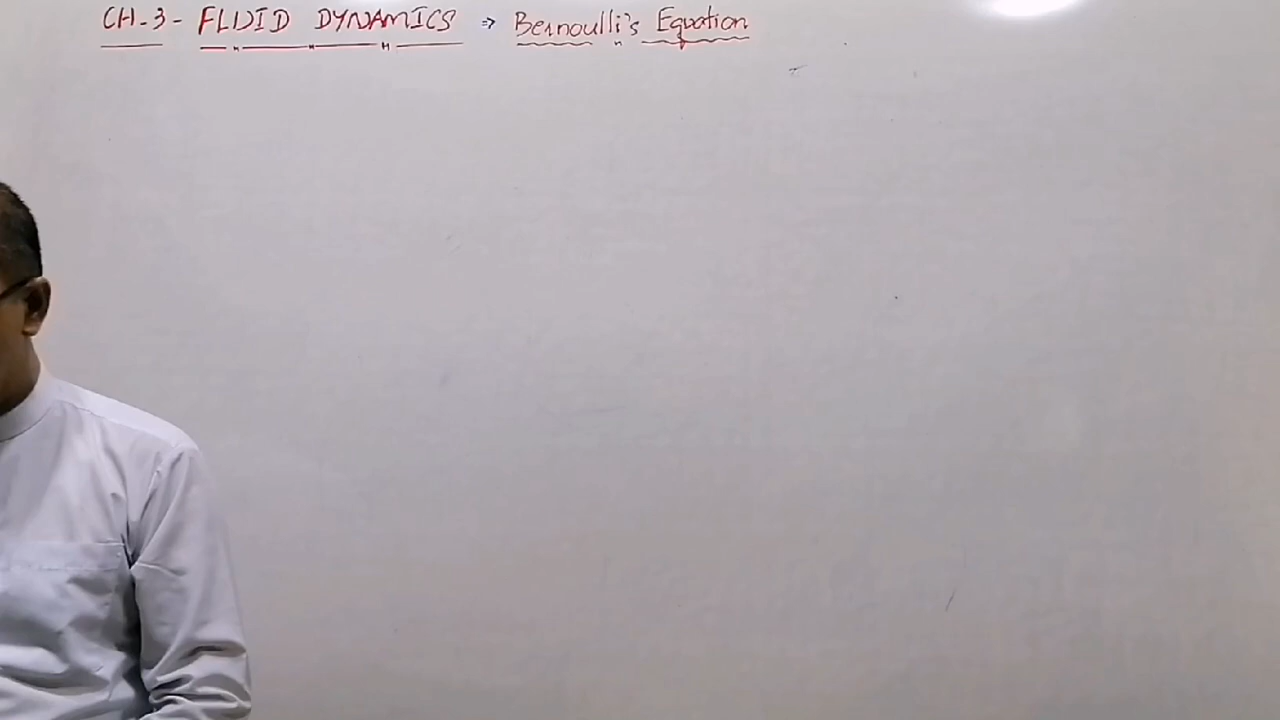 CH-3- FLUID DYNAMICS ⇒ Bernoulli's Equation